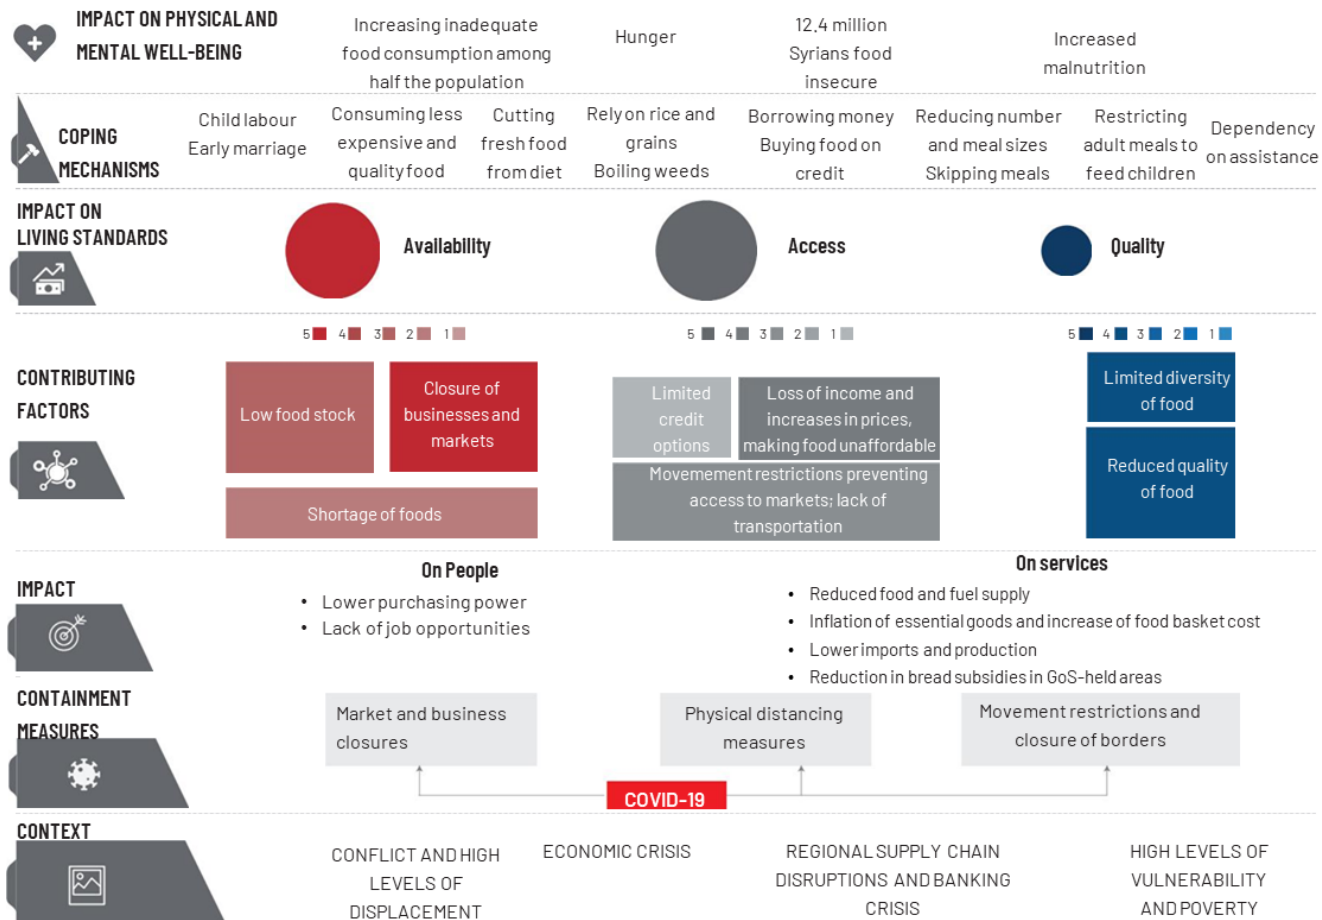 IMPACT ON PHYSICAL AND
MENTAL WELL-BEING
Increasing inadequate
food consumption among
half the population
Hunger
12.4 million
Syrians food
insecure
Increased
malnutrition
COPING
MECHANISMS
Child labour
Early marriage
Consuming less
expensive and
quality food
Cutting
fresh food
from diet
Rely on rice and
grains
Boiling weeds
Borrowing money
Buying food on
credit
Reducing number
and meal sizes
Skipping meals
Restricting
adult meals to
feed children
Dependency
on assistance
IMPACT ON
LIVING STANDARDS
Availability
Access
Quality
5 4 3 2 1
5 4 3 2 1
5 4 3 2 1
CONTRIBUTING
FACTORS
Low food stock
Closure of
businesses and
markets
Shortage of foods
Limited
credit
options
Loss of income and
increases in prices,
making food unaffordable
Movemement restrictions preventing
access to markets; lack of
transportation
Limited diversity
of food
Reduced quality
of food
IMPACT
On People
• Lower purchasing power
• Lack of job opportunities
On services
• Reduced food and fuel supply
• Inflation of essential goods and increase of food basket cost
• Lower imports and production
• Reduction in bread subsidies in GoS-held areas
CONTAINMENT
MEASURES
Market and business
closures
Physical distancing
measures
Movement restrictions and
closure of borders
COVID-19
CONTEXT
CONFLICT AND HIGH
LEVELS OF
DISPLACEMENT
ECONOMIC CRISIS
REGIONAL SUPPLY CHAIN
DISRUPTIONS AND BANKING
CRISIS
HIGH LEVELS OF
VULNERABILITY
AND POVERTY